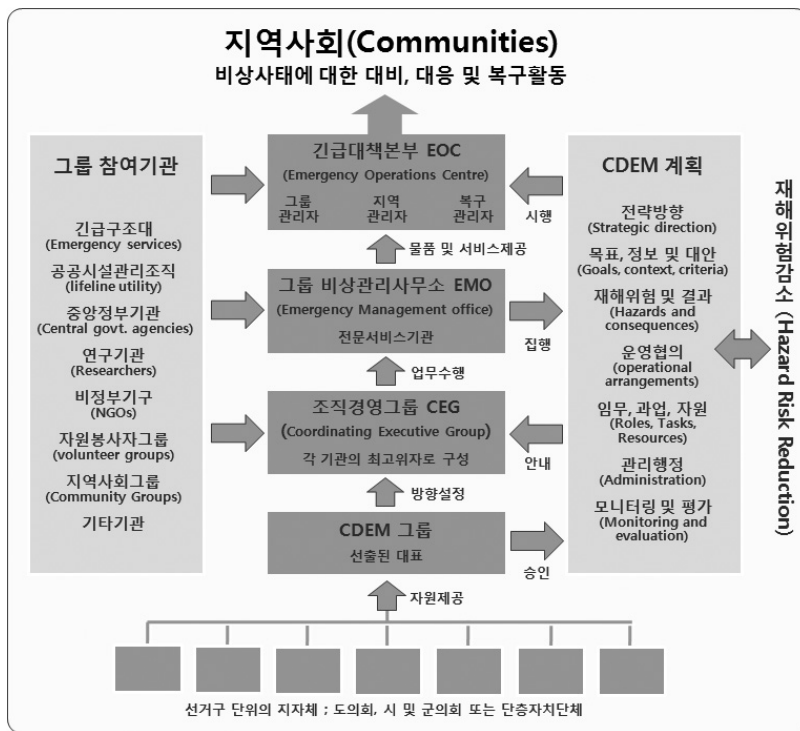 지역사회(Communities)
비상사태에 대한 대비, 대응 및 복구활동
그룹 참여기관
긴급구조대
(Emergency services)
공공시설관리조직
(lifeline utility)
중앙정부기관
(Central govt. agencies)
연구기관
(Researchers)
비정부기구
(NGOs)
자원봉사자그룹
(volunteer groups)
지역사회그룹
(Community Groups)
기타기관
긴급대책본부 EOC
(Emergency Operations Centre)
그룹 지역 복구
관리자 관리자 관리자
물품 및 서비스제공
그룹 비상관리사무소 EMO
(Emergency Management office)
전문서비스기관
업무수행
조직경영그룹 CEG
(Coordinating Executive Group)
각 기관의 최고위자로 구성
방향설정
CDEM 그룹
선출된 대표
자원제공
시행
집행
안내
승인
CDEM 계획
전략방향
(Strategic direction)
목표, 정보 및 대안
(Goals, context, criteria)
재해위험 및 결과
(Hazards and
consequences)
운영협의
(operational
arrangements)
임무, 과업, 자원
(Roles, Tasks,
Resources)
관리행정
(Administration)
모니터링 및 평가
(Monitoring and
evaluation)
재해위험감소 (Hazard Risk Reduction)
선거구 단위의 지자체 ; 도의회, 시 및 군의회 또는 단층자치단체